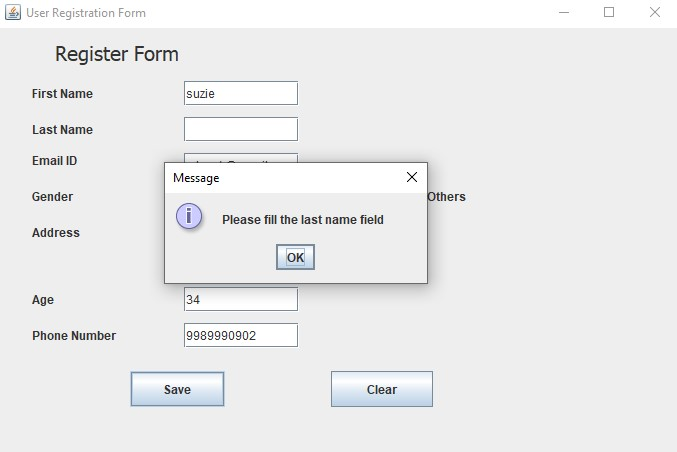 User Registration Form
Register Form
First Name suzie
Last Name
Email ID
Message
Gender Others
Please fill the last name field
Address
OK
Age 34
Phone Number 9989990902
Save Clear